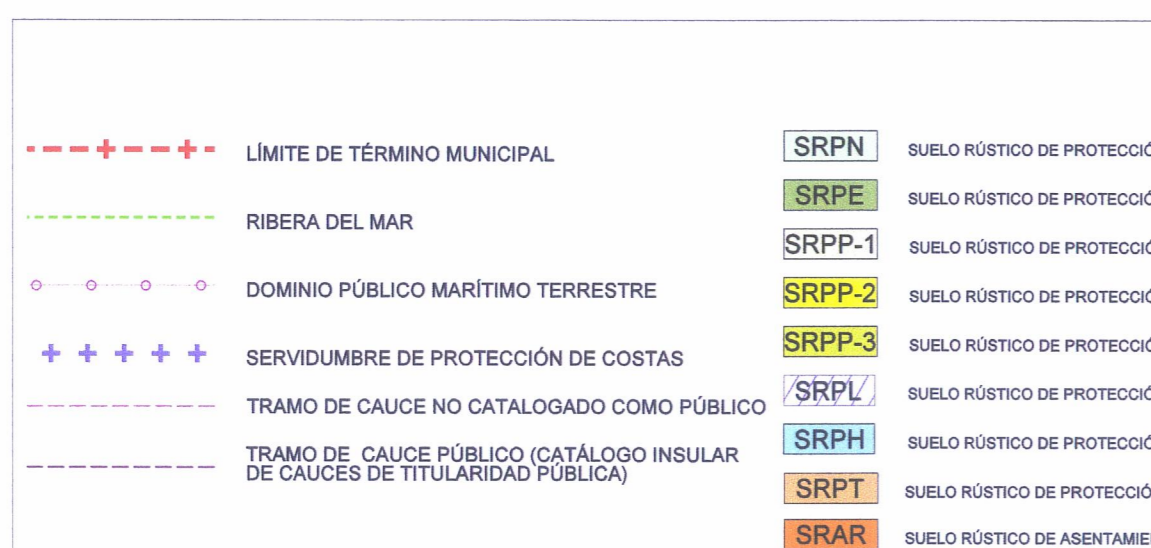 LÍMITE DE TÉRMINO MUNICIPAL
RIBERA DEL MAR
DOMINIO PÚBLICO MARÍTIMO TERRESTRE
SERVIDUMBRE DE PROTECCIÓN DE COSTAS
TRAMO DE CAUCE NO CATALOGADO COMO PÚBLICO
TRAMO DE CAUCE PÚBLICO (CATÁLOGO INSULAR
DE CAUCES DE TITULARIDAD PÚBLICA)
SRPN SUELO RÚSTICO DE PROTECCIÓ
SRPE SUELO RÚSTICO DE PROTECCIÓ
SRPP-1 SUELO RÚSTICO DE PROTECCIÓ
SRPP-2 SUELO RÚSTICO DE PROTECCIÓ
SRPP-3 SUELO RÚSTICO DE PROTECCIÓ
SRPL SUELO RÚSTICO DE PROTECCIÓ
SRPH SUELO RÚSTICO DE PROTECCIÓ
SRPT SUELO RÚSTICO DE PROTECCIÓ
SRAR SUELO RÚSTICO DE ASENTAMIE